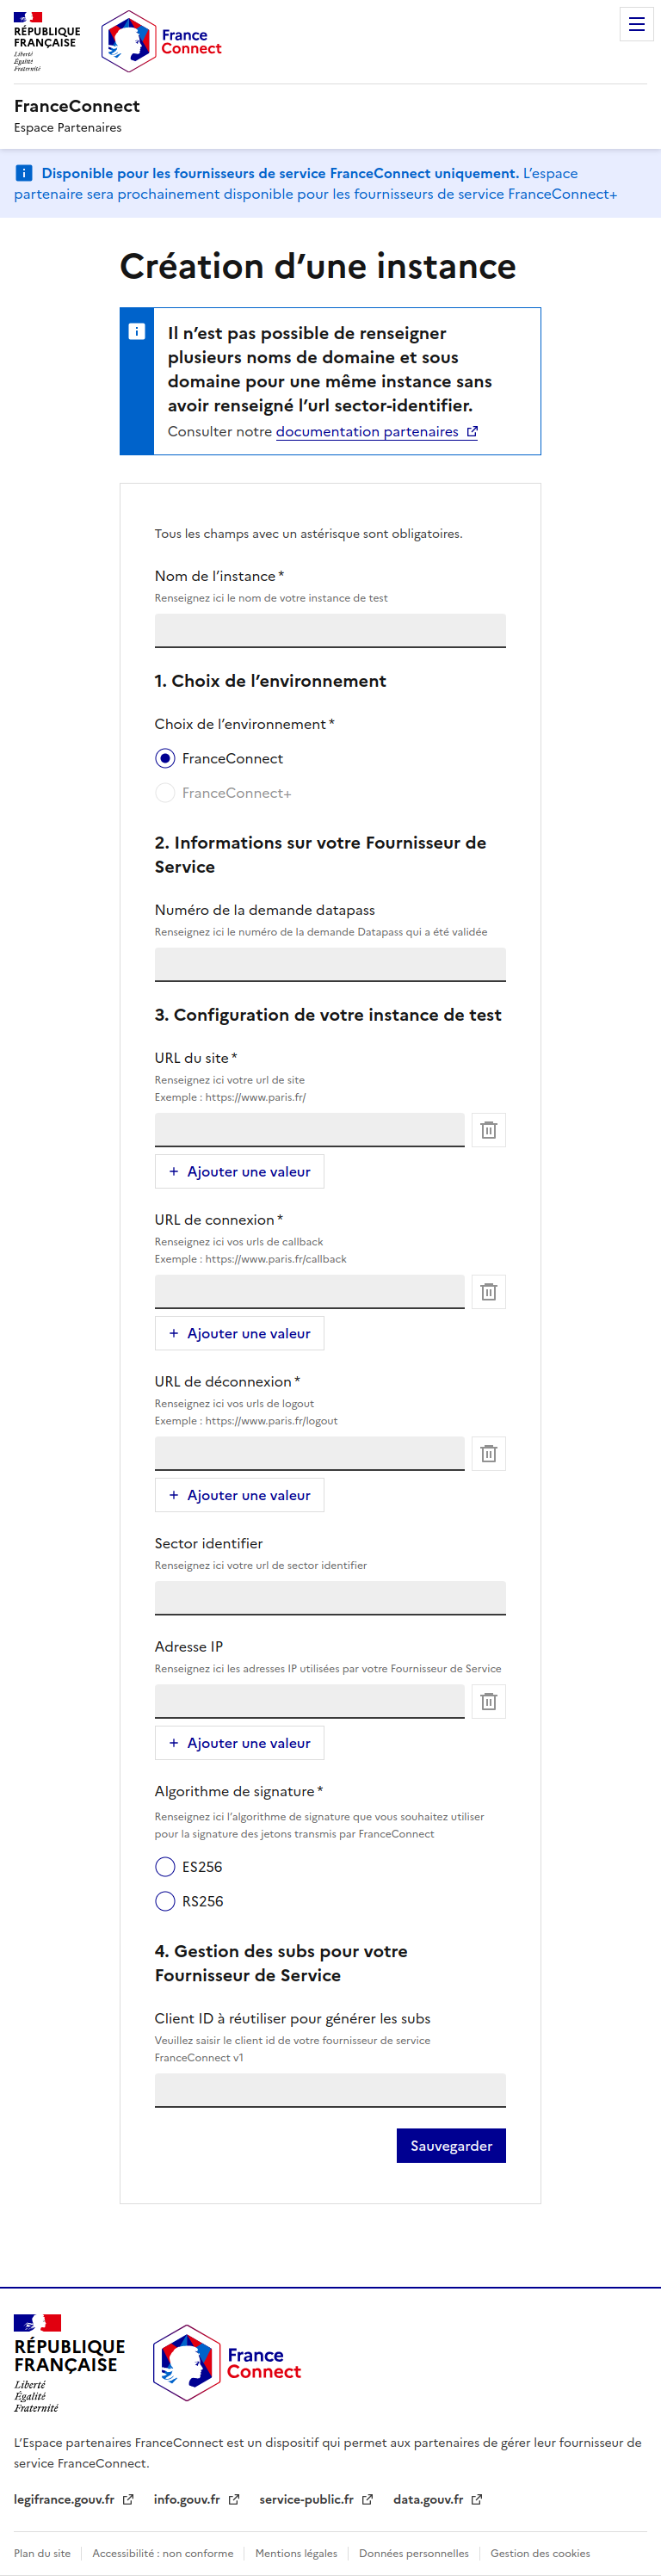 RÉPUBLIQUE
FRANÇAISE
Liberté
Égalité
Fraternité
France
Connect
FranceConnect
Espace Partenaires
Disponible pour les fournisseurs de service FranceConnect uniquement. L’espace
partenaire sera prochainement disponible pour les fournisseurs de service FranceConnect+
Création d’une instance
Il n’est pas possible de renseigner
plusieurs noms de domaine et sous
domaine pour une même instance sans
avoir renseigné l’url sector-identifier.
Consulter notre documentation partenaires
Tous les champs avec un astérisque sont obligatoires.
Nom de l’instance *
Renseignez ici le nom de votre instance de test
1. Choix de l’environnement
Choix de l’environnement *
FranceConnect
FranceConnect+
2. Informations sur votre Fournisseur de
Service
Numéro de la demande datapass
Renseignez ici le numéro de la demande Datapass qui a été validée
3. Configuration de votre instance de test
URL du site *
Renseignez ici votre url de site
Exemple : https://www.paris.fr/
+ Ajouter une valeur
URL de connexion *
Renseignez ici vos urls de callback
Exemple : https://www.paris.fr/callback
+ Ajouter une valeur
URL de déconnexion *
Renseignez ici vos urls de logout
Exemple : https://www.paris.fr/logout
+ Ajouter une valeur
Sector identifier
Renseignez ici votre url de sector identifier
Adresse IP
Renseignez ici les adresses IP utilisées par votre Fournisseur de Service
+ Ajouter une valeur
Algorithme de signature *
Renseignez ici l’algorithme de signature que vous souhaitez utiliser
pour la signature des jetons transmis par FranceConnect
ES256
RS256
4. Gestion des subs pour votre
Fournisseur de Service
Client ID à réutiliser pour générer les subs
Veuillez saisir le client id de votre fournisseur de service
FranceConnect v1
Sauvegarder
RÉPUBLIQUE
FRANÇAISE
Liberté
Égalité
Fraternité
France
Connect
L’Espace partenaires FranceConnect est un dispositif qui permet aux partenaires de gérer leur fournisseur de
service FranceConnect.
legifrance.gouv.fr info.gouv.fr service-public.fr data.gouv.fr
Plan du site Accessibilité : non conforme Mentions légales Données personnelles Gestion des cookies